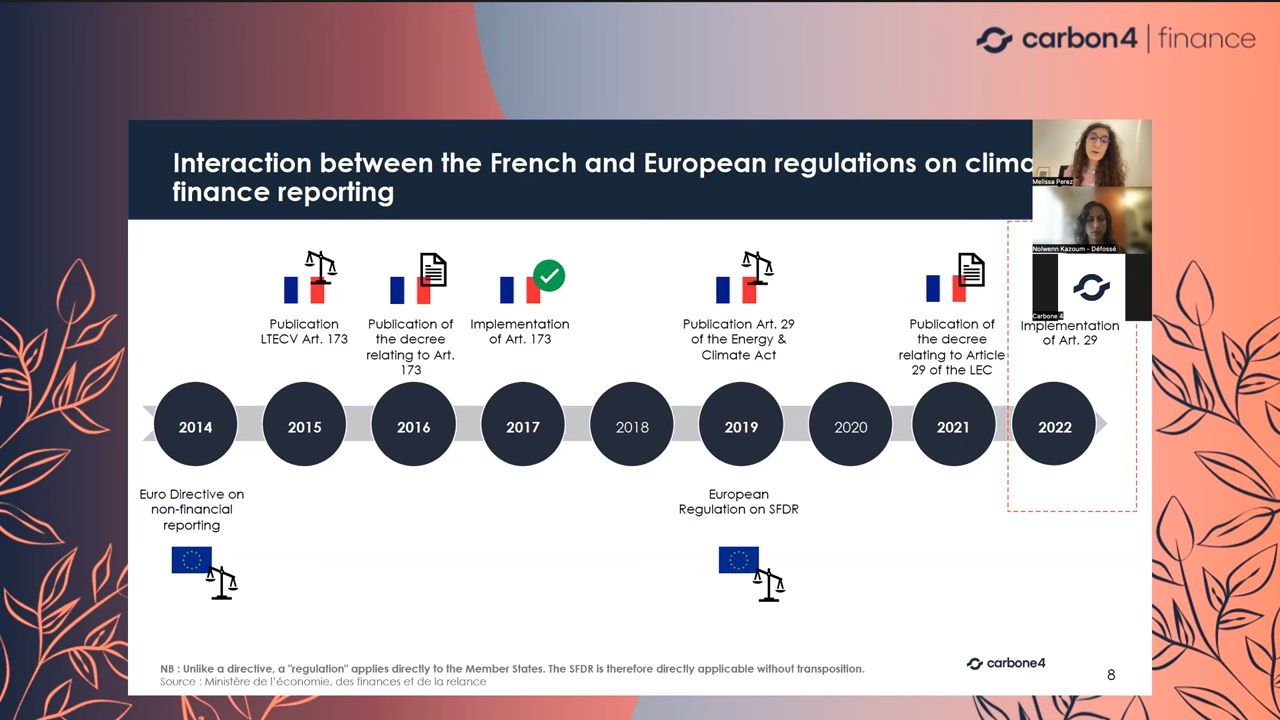 carbon4 | finance
Interaction between the French and European regulations on clima
finance reporting
Melissa Perez
Nolwenn Kazoum - Défossé
Carbone 4
Publication
LTECV Art. 173
Publication of
the decree
relating to Art.
173
Implementation
of Art. 173
Publication Art. 29
of the Energy &
Climate Act
Publication of
the decree
relating to Article
29 of the LEC
Implementation
of Art. 29
2014
2015
2016
2017
2018
2019
2020
2021
2022
Euro Directive on
non-financial
reporting
European
Regulation on SFDR
NB : Unlike a directive, a "regulation" applies directly to the Member States. The SFDR is therefore directly applicable without transposition.
Source : Ministère de l'économie, des finances et de la relance
carbone4
8